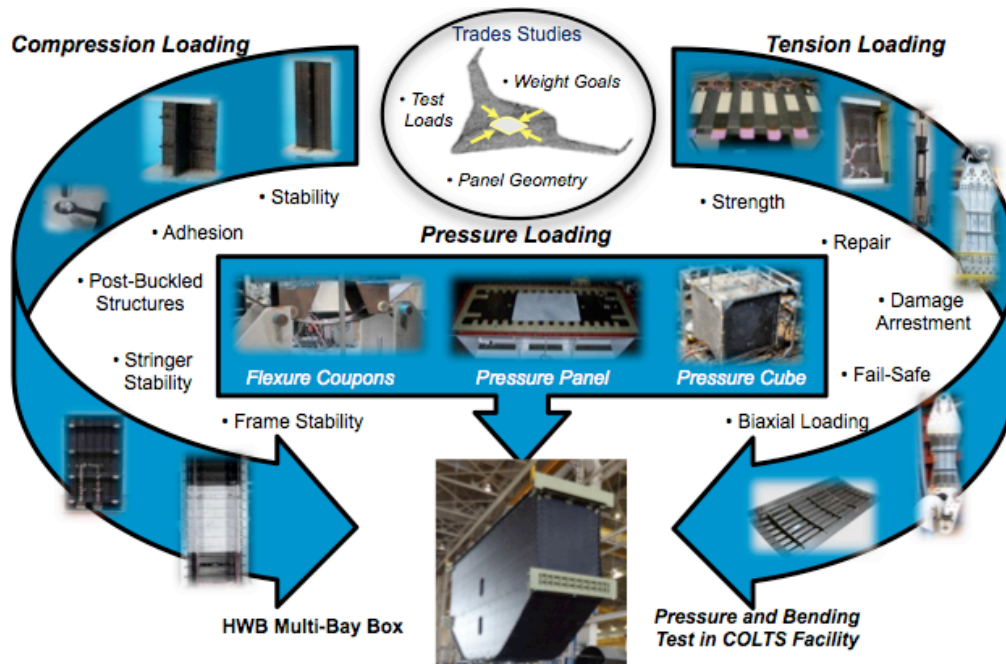 Compression Loading
Trades Studies
• Weight Goals
• Test
Loads
• Panel Geometry
Tension Loading
• Stability
• Adhesion
• Post-Buckled
Structures
• Stringer
Stability
• Frame Stability
Pressure Loading
Flexure Coupons
Pressure Panel
Pressure Cube
• Strength
• Repair
• Damage
Arrestment
• Fail-Safe
• Biaxial Loading
HWB Multi-Bay Box
Pressure and Bending
Test in COLTS Facility